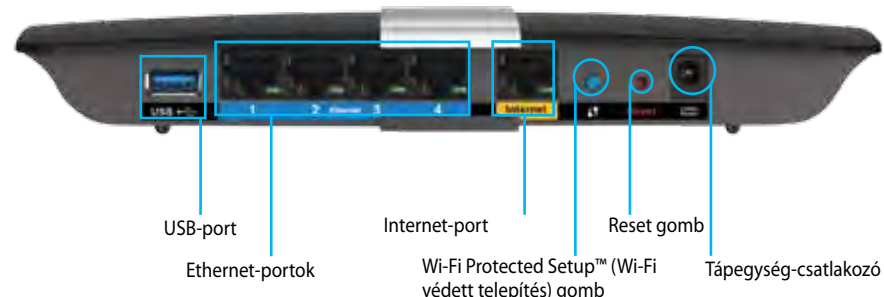 USB
1 2 Ethernet 3 4
Internet
Reset
USB-port
Internet-port
Reset gomb
Ethernet-portok
Wi-Fi Protected Setup™ (Wi-Fi
védett telepítés) gomb
Tápegység-csatlakozó